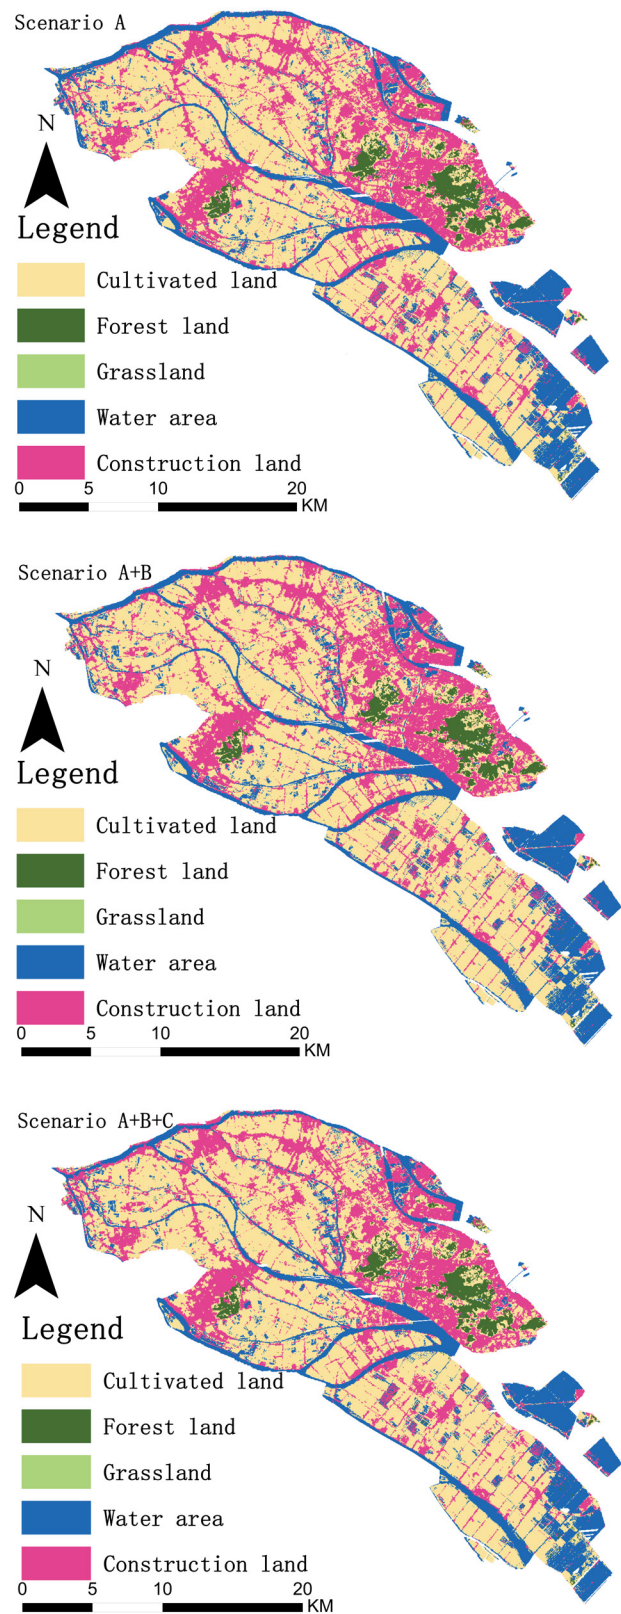 Scenario A
N
Legend
Cultivated land
Forest land
Grassland
Water area
Construction land
0 5 10 20
KM
Scenario A+B
N
Legend
Cultivated land
Forest land
Grassland
Water area
Construction land
0 5 10 20
KM
Scenario A+B+C
N
Legend
Cultivated land
Forest land
Grassland
Water area
Construction land
0 5 10 20
KM